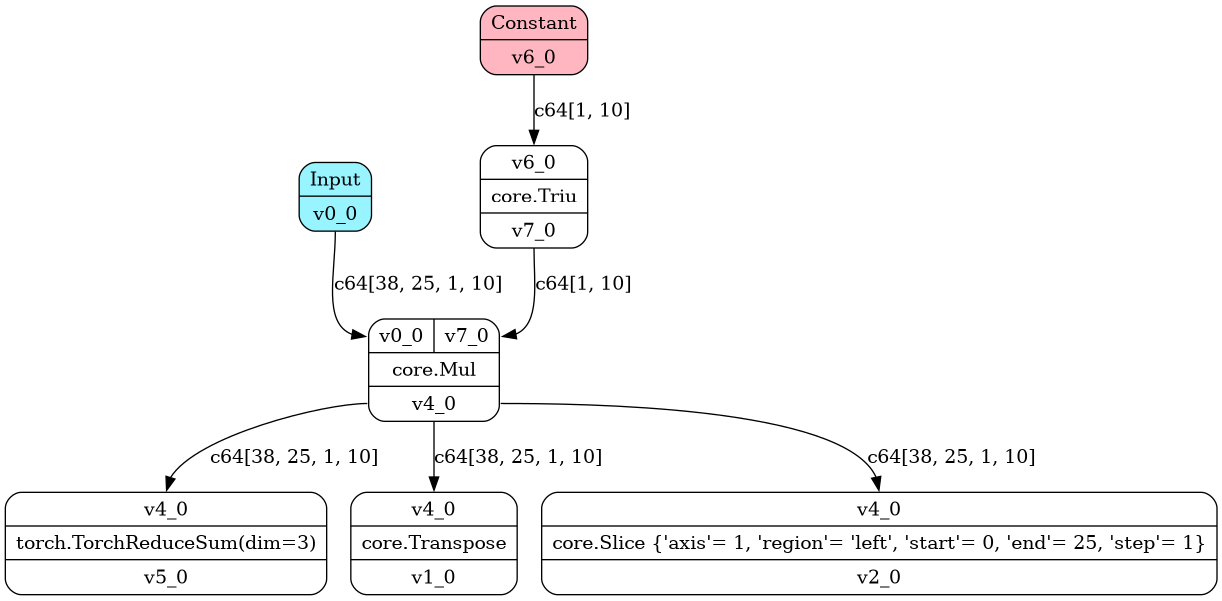 Constant
v6_0
c64[1, 10]
v6_0
core.Triu
v7_0
Input
v0_0
c64[38, 25, 1, 10]
c64[1, 10]
v0_0 v7_0
core.Mul
v4_0
c64[38, 25, 1, 10]
c64[38, 25, 1, 10]
c64[38, 25, 1, 10]
v4_0
torch.TorchReduceSum(dim=3)
v5_0
v4_0
core.Transpose
v1_0
v4_0
core.Slice {'axis'= 1, 'region'= 'left', 'start'= 0, 'end'= 25, 'step'= 1}
v2_0